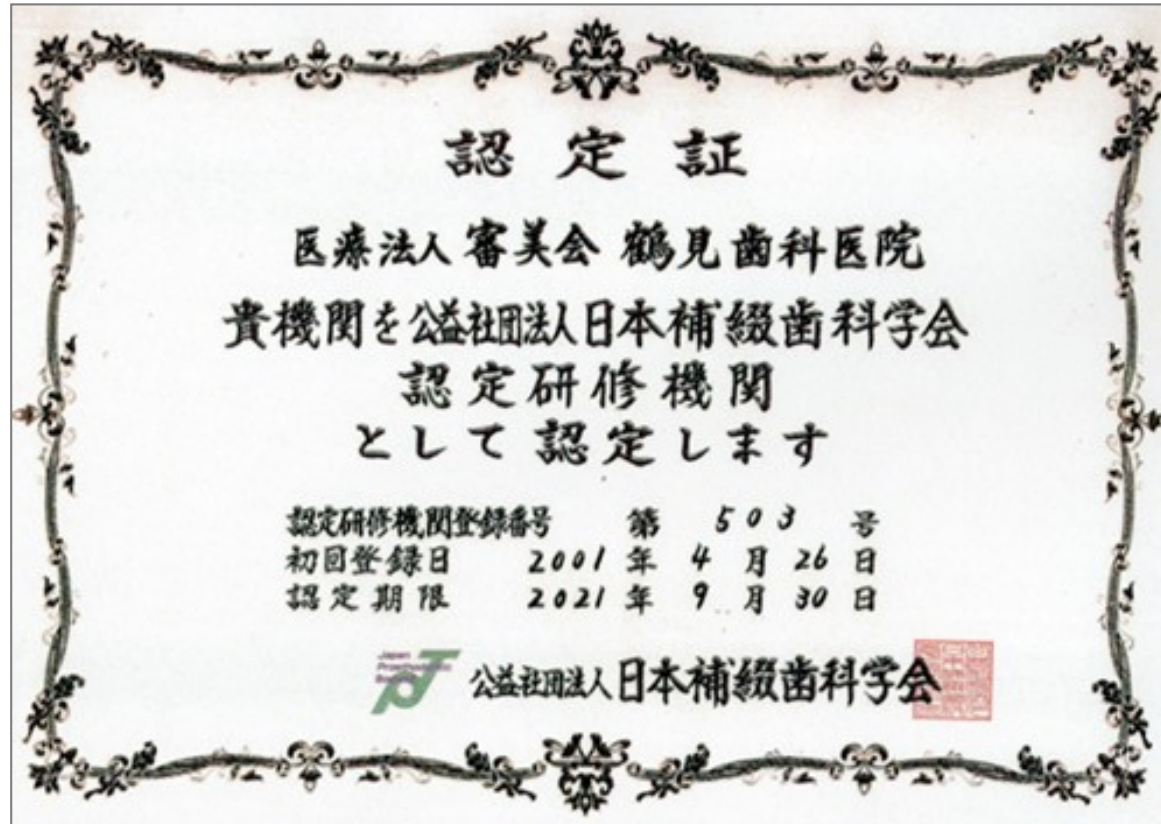 認定証
医療法人 審美会 鶴見歯科医院
貴機関を公益社団法人日本補綴歯科学会
認定研修機関
として認定します
認定研修機関登録番号 第 503 号
初回登録日 2001 年 4 月 26 日
認定期限 2021 年 9 月 30 日
Japan
公益社団法人日本補綴歯科学会